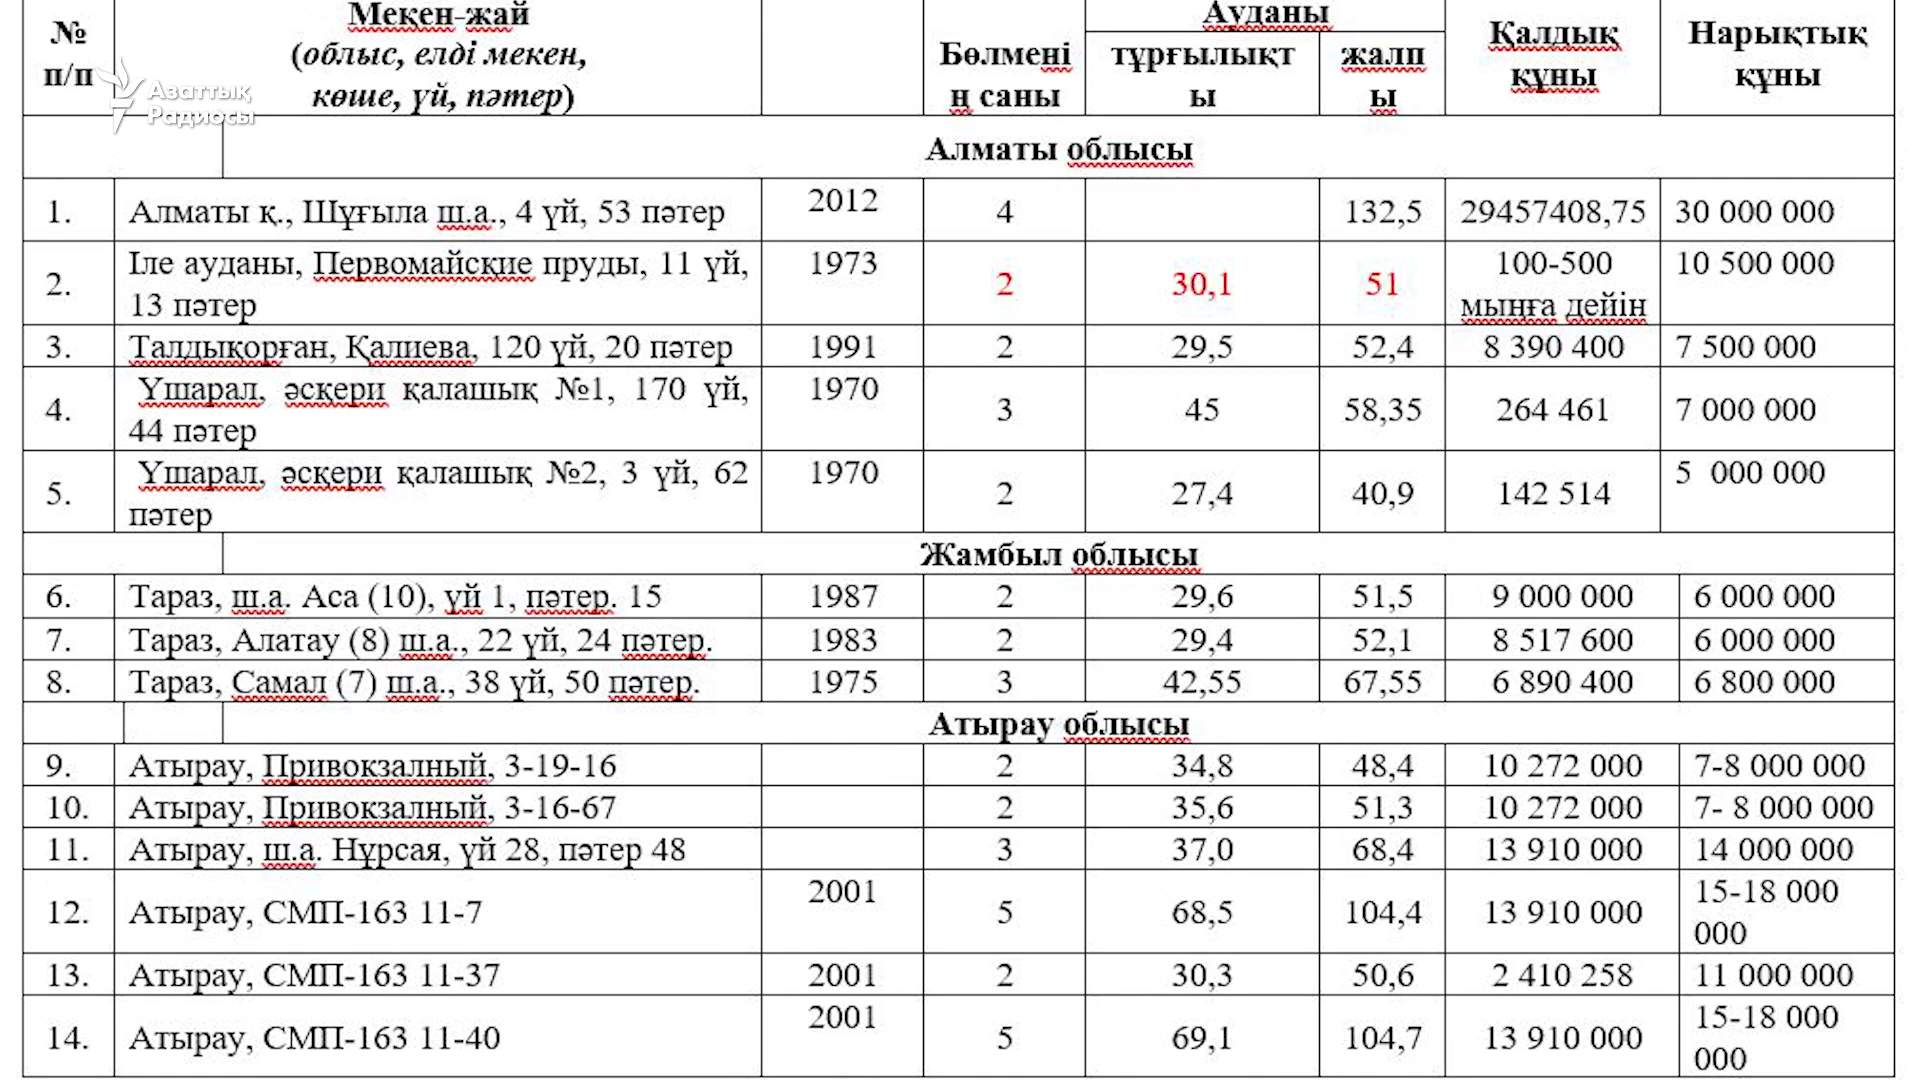 № п/п
Мекен-жай
(облыс, елді мекен,
көше, үй, пәтер)
Бөлмені
ң саны
Ауданы
тұрғылықт
ы
жалп
ы
Қалдық
құны
Нарықтық
құны
Азаттық
Радиосы
Алматы облысы
1. Алматы қ., Шұғыла ш.а., 4 үй, 53 пәтер 2012 4 132,5 29457408,75 30 000 000
2. Іле ауданы, Первомайсқие пруды, 11 үй, 13 пәтер 1973 2 30,1 51 100-500 мыңға дейін 10 500 000
3. Талдықорған, Қалиева, 120 үй, 20 пәтер 1991 2 29,5 52,4 8 390 400 7 500 000
4. Үшарал, әсқери қалашық №1, 170 үй, 44 пәтер 1970 3 45 58,35 264 461 7 000 000
5. Үшарал, әсқери қалашық №2, 3 үй, 62 пәтер 1970 2 27,4 40,9 142 514 5 000 000
Жамбыл облысы
6. Тараз, ш.а. Аса (10), үй 1, пәтер. 15 1987 2 29,6 51,5 9 000 000 6 000 000
7. Тараз, Алатау (8) ш.а., 22 үй, 24 пәтер. 1983 2 29,4 52,1 8 517 600 6 000 000
8. Тараз, Самал (7) ш.а., 38 үй, 50 пәтер. 1975 3 42,55 67,55 6 890 400 6 800 000
Атырау облысы
9. Атырау, Привокзалный, 3-19-16 2 34,8 48,4 10 272 000 7-8 000 000
10. Атырау, Привокзалный, 3-16-67 2 35,6 51,3 10 272 000 7- 8 000 000
11. Атырау, ш.а. Нұрсая, үй 28, пәтер 48 3 37,0 68,4 13 910 000 14 000 000
12. Атырау, СМП-163 11-7 2001 5 68,5 104,4 13 910 000 15-18 000 000
13. Атырау, СМП-163 11-37 2001 2 30,3 50,6 2 410 258 11 000 000
14. Атырау, СМП-163 11-40 2001 5 69,1 104,7 13 910 000 15-18 000 000